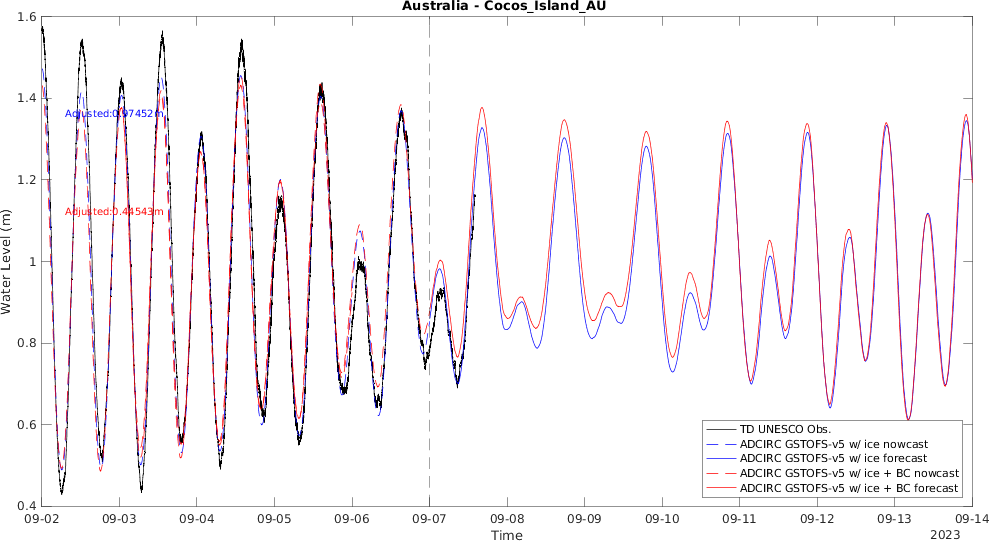 Australia - Cocos_Island_AU
1.6
1.4
1.2
1
0.8
0.6
0.4
Water Level (m)
Adjusted:0.97452m
Adjusted:0.44543m
TD UNESCO Obs.
ADCIRC GSTOFS-v5 w/ ice nowcast
ADCIRC GSTOFS-v5 w/ ice forecast
ADCIRC GSTOFS-v5 w/ ice + BC nowcast
ADCIRC GSTOFS-v5 w/ ice + BC forecast
09-02 09-03 09-04 09-05 09-06 09-07 09-08 09-09 09-10 09-11 09-12 09-13 09-14
Time
2023